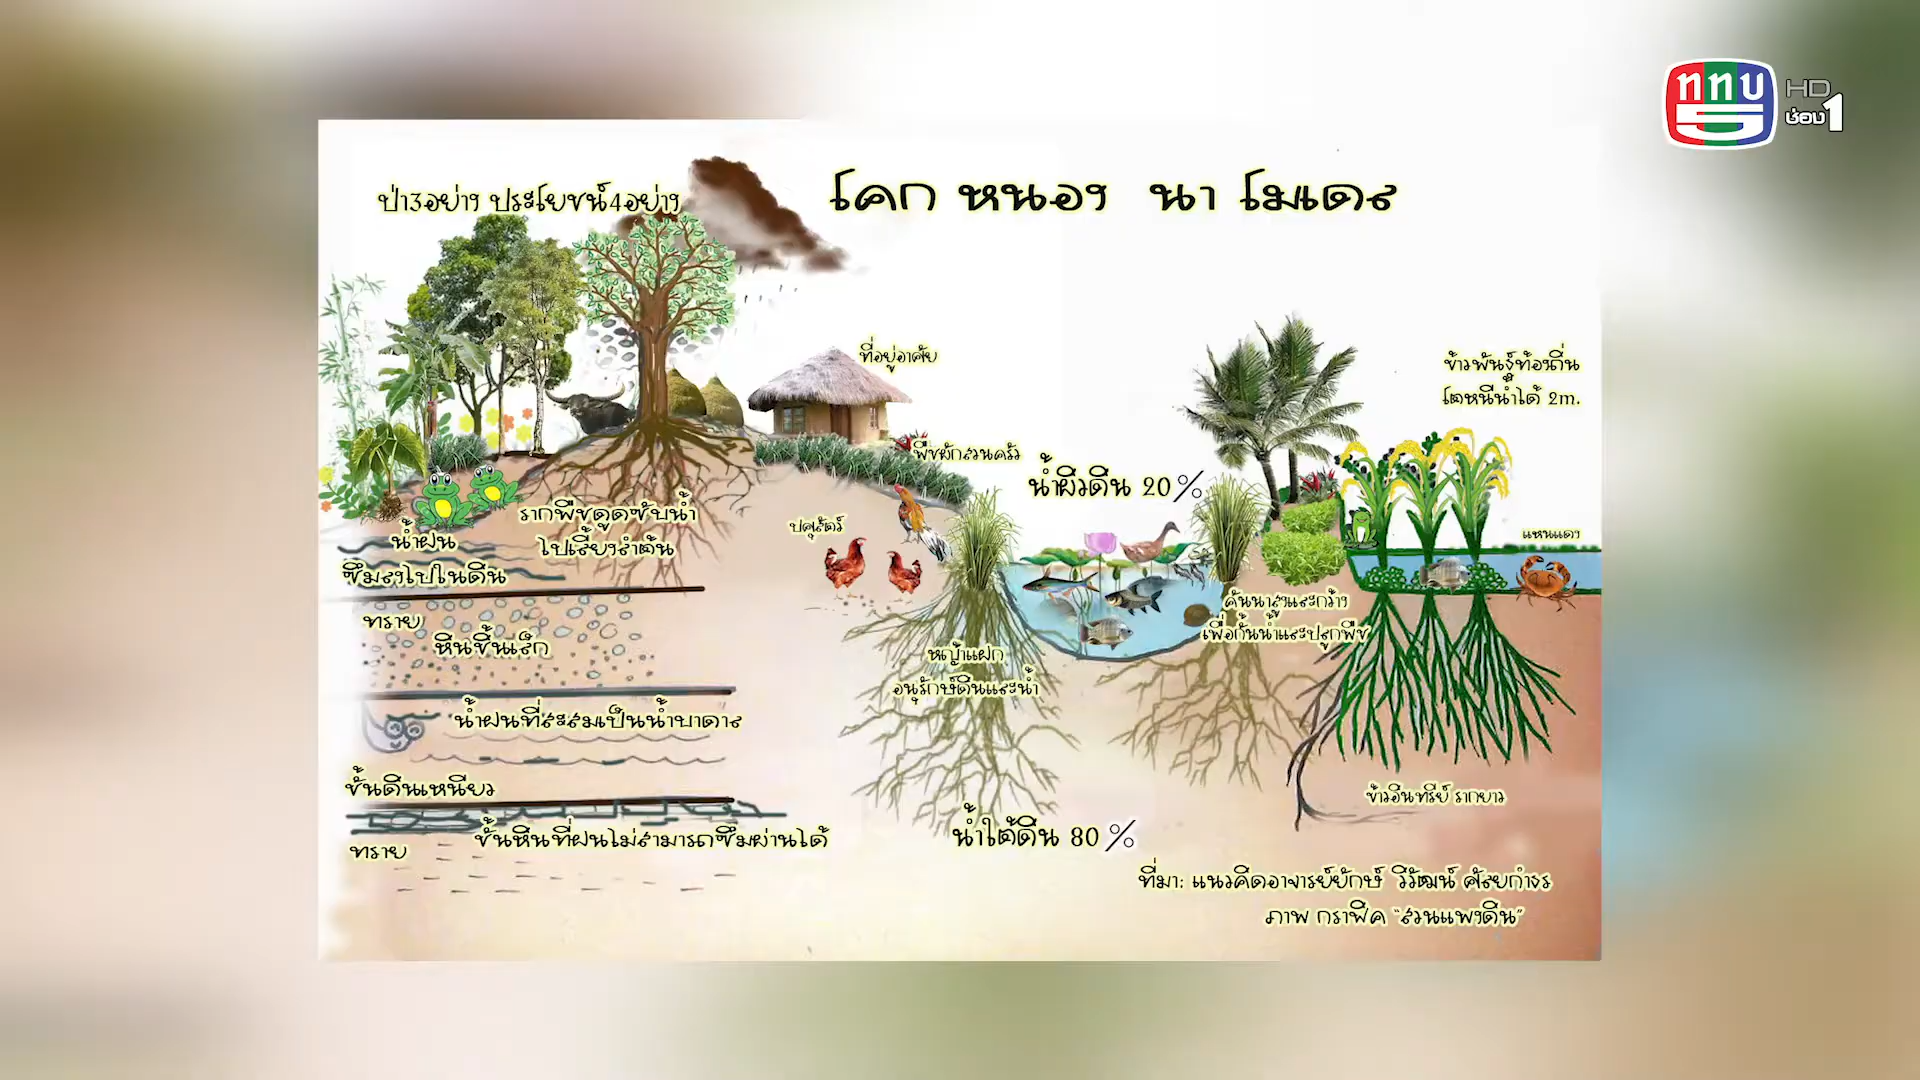 ททบ 5
HD
ช่อง 1
โคก หนอง นา โมเดล
ป่า3อย่าง ประโยชน์4อย่าง
ที่อยู่อาศัย
ข้าวพันธุ์ท้องถิ่น
โตหนีน้ำได้ 2m.
พืชผักสวนครัว
น้ำผิวดิน 20%
รากพืชดูดซับน้ำ
ไปเลี้ยงลำต้น
ปศุสัตว์
แหนแดง
น้ำฝน
ซึมลงไปในดิน
ทราย
หินชิ้นเล็ก
คันนาสูงและกว้าง
เพื่อกั้นน้ำและปลูกพืช
หญ้าแฝก
อนุรักษ์ดินและน้ำ
น้ำฝนที่สะสมเป็นน้ำบาดาล
ชั้นดินเหนียว
ข้าวอินทรีย์ รากยาว
ชั้นหินที่ฝนไม่สามารถซึมผ่านได้
น้ำใต้ดิน 80%
ทราย
ที่มา: แนวคิดอาจารย์ยักษ์ วิวัฒน์ ศัลยกำธร
ภาพ กราฟิค "สวนแพงดิน"